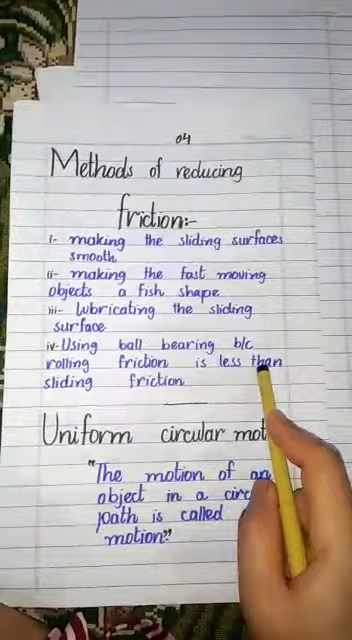 04
Methods of reducing
friction:-
i- making the sliding surfaces
smooth
ii- making the fast moving
objects a fish shape
iii- Lubricating the sliding
surface
iv- Using ball bearing b/c
rolling friction is less than
sliding friction
Uniform circular mot
"The motion of an
object in a circ
path is called
motion."